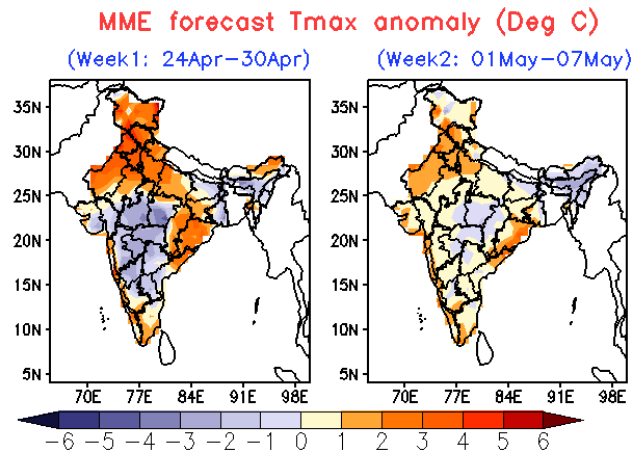 MME forecast Tmax anomaly (Deg C)
(Week1: 24Apr–30Apr)
(Week2: 01May–07May)
35N
30N
25N
20N
15N
10N
5N
70E 77E 84E 91E 98E
35N
30N
25N
20N
15N
10N
5N
70E 77E 84E 91E 98E
−6 −5 −4 −3 −2 −1 0 1 2 3 4 5 6